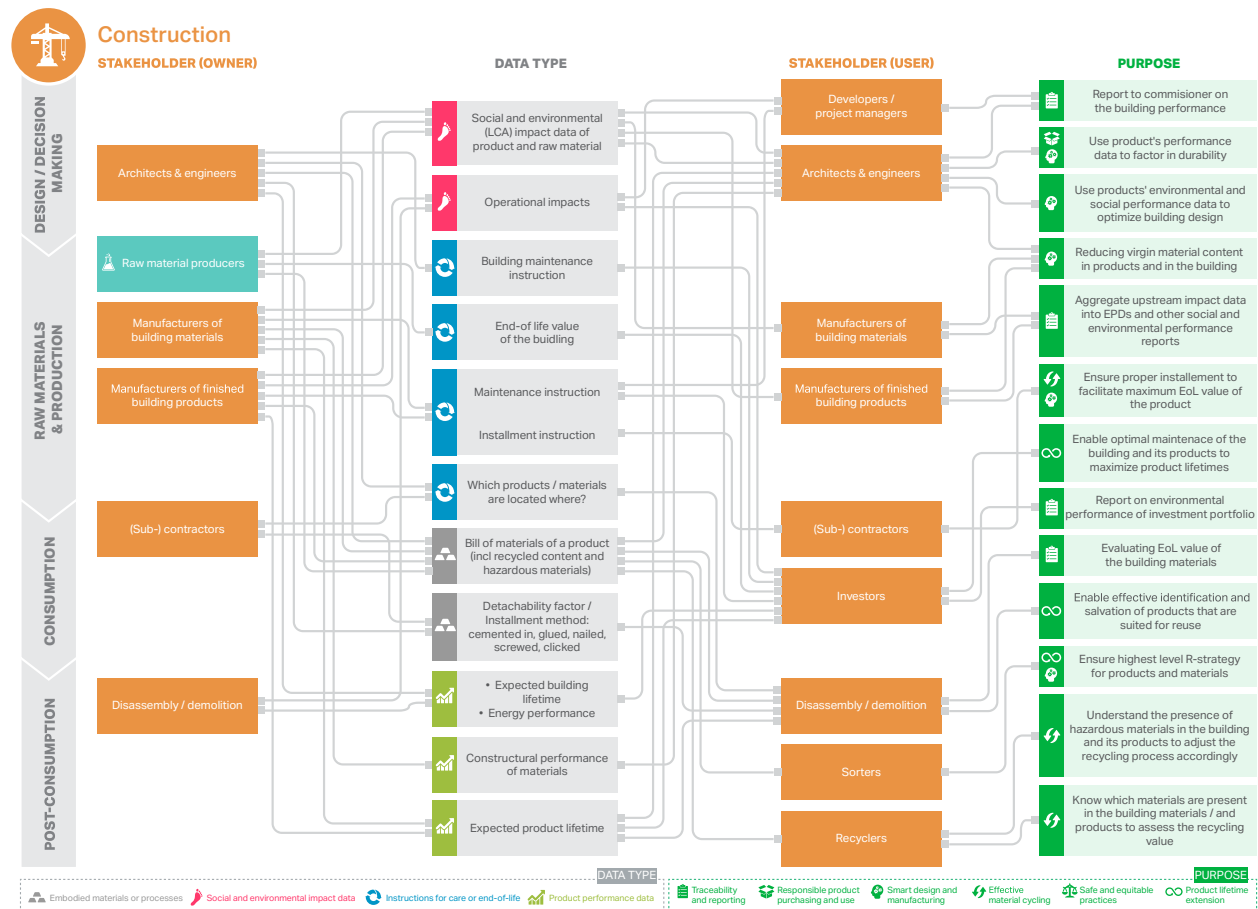 Construction
STAKEHOLDER (OWNER)
DATA TYPE
STAKEHOLDER (USER)
PURPOSE
DESIGN / DECISION
MAKING
RAW MATERIALS
& PRODUCTION
CONSUMPTION
POST-CONSUMPTION
Architects & engineers
Raw material producers
Manufacturers of
building materials
Manufacturers of finished
building products
(Sub-) contractors
Disassembly / demolition
Social and environmental
(LCA) impact data of
product and raw material
Operational impacts
Building maintenance
instruction
End-of life value
of the buidling
Maintenance instruction
Installment instruction
Which products / materials
are located where?
Bill of materials of a product
(incl recycled content and
hazardous materials)
Detachability factor /
Installment method:
cemented in, glued, nailed,
screwed, clicked
• Expected building
lifetime
• Energy performance
Constructural performance
of materials
Expected product lifetime
Developers /
project managers
Architects & engineers
Manufacturers of
building materials
Manufacturers of finished
building products
(Sub-) contractors
Investors
Disassembly / demolition
Sorters
Recyclers
Report to commisioner on
the building performance
Use product's performance
data to factor in durability
Use products' environmental and
social performance data to
optimize building design
Reducing virgin material content
in products and in the building
Aggregate upstream impact data
into EPDs and other social and
environmental performance
reports
Ensure proper installement to
facilitate maximum EoL value of
the product
Enable optimal maintenace of the
building and its products to
maximize product lifetimes
Report on environmental
performance of investment portfolio
Evaluating EoL value of
the building materials
Enable effective identification and
salvation of products that are
suited for reuse
Ensure highest level R-strategy
for products and materials
Understand the presence of
hazardous materials in the building
and its products to adjust the
recycling process accordingly
Know which materials are present
in the building materials / and
products to assess the recycling
value
DATA TYPE
Embodied materials or processes
Social and environmental impact data
Instructions for care or end-of-life
Product performance data
PURPOSE
Traceability
and reporting
Responsible product
purchasing and use
Smart design and
manufacturing
Effective
material cycling
Safe and equitable
practices
Product lifetime
extension